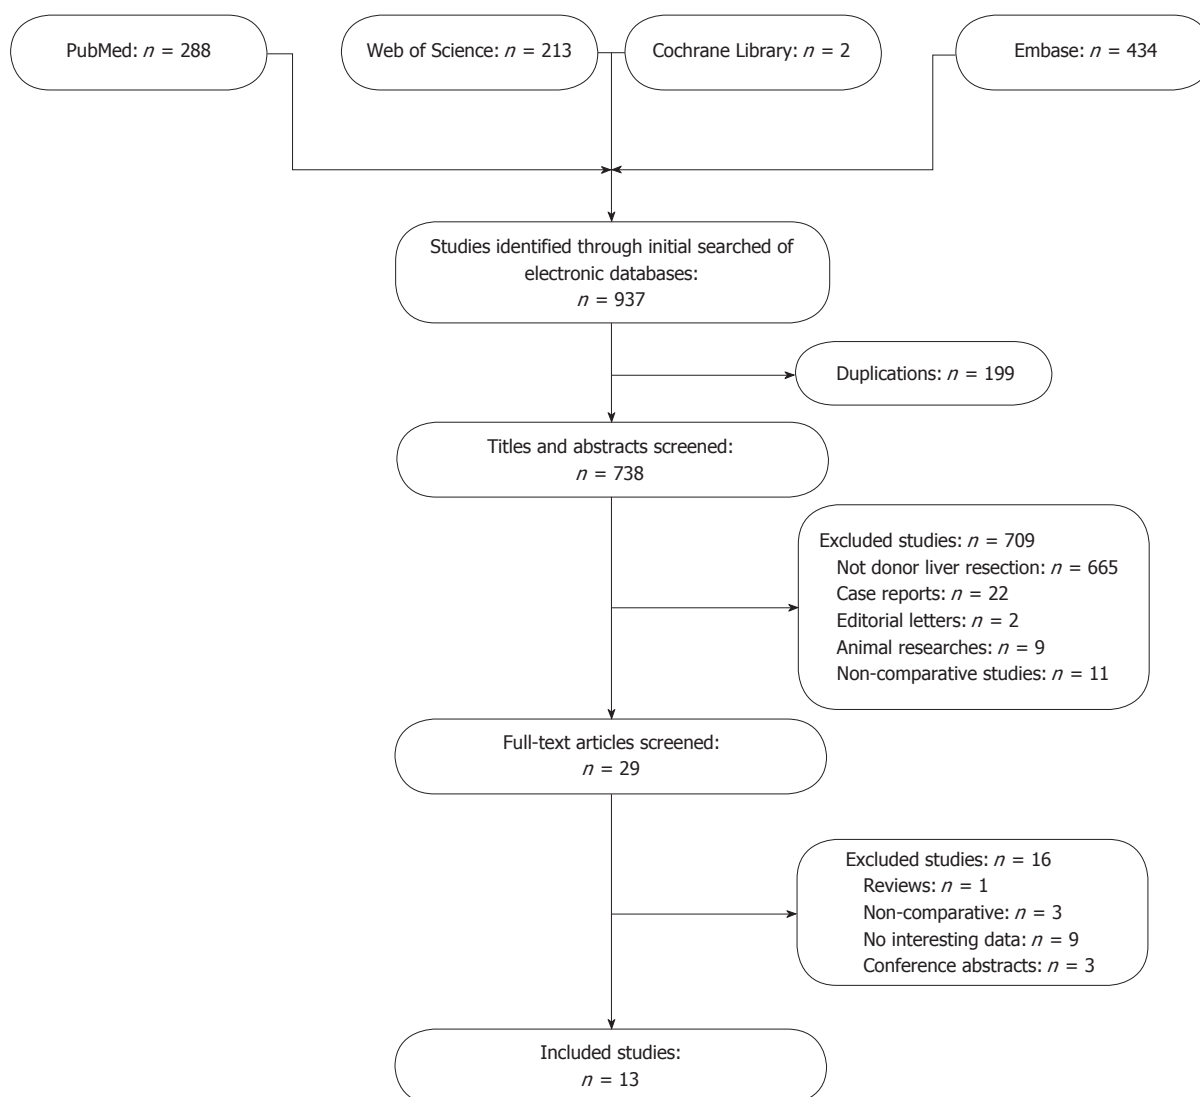 PubMed: n = 288
Web of Science: n = 213
Cochrane Library: n = 2
Embase: n = 434
Studies identified through initial searched of
electronic databases:
n = 937
Duplications: n = 199
Titles and abstracts screened:
n = 738
Excluded studies: n = 709
Not donor liver resection: n = 665
Case reports: n = 22
Editorial letters: n = 2
Animal researches: n = 9
Non-comparative studies: n = 11
Full-text articles screened:
n = 29
Excluded studies: n = 16
Reviews: n = 1
Non-comparative: n = 3
No interesting data: n = 9
Conference abstracts: n = 3
Included studies:
n = 13